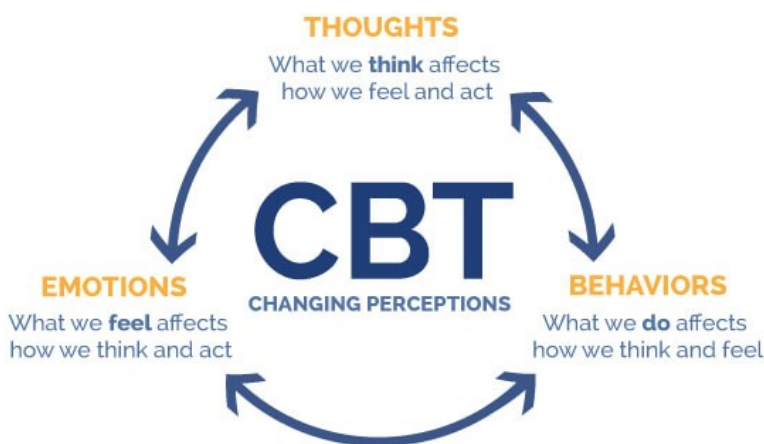 THOUGHTS
What we think affects
how we feel and act
CBT
CHANGING PERCEPTIONS
EMOTIONS
What we feel affects
how we think and act
BEHAVIORS
What we do affects
how we think and feel